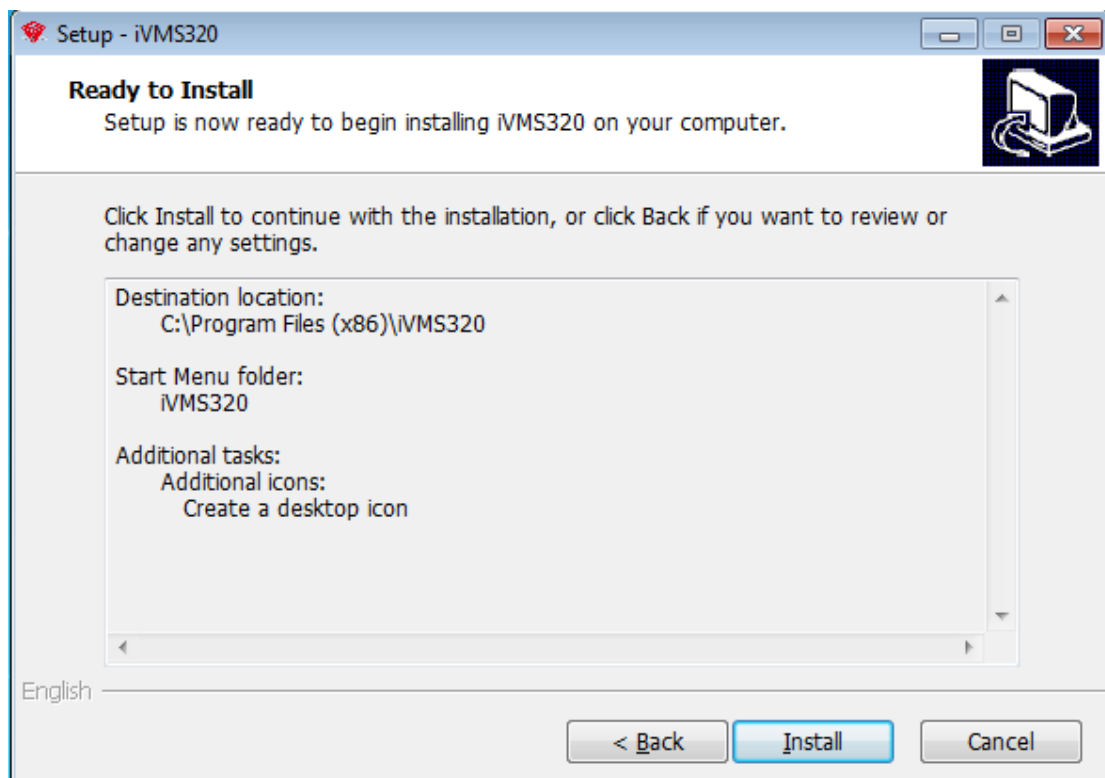 Setup - iVMS320
Ready to Install
Setup is now ready to begin installing iVMS320 on your computer.
Click Install to continue with the installation, or click Back if you want to review or
change any settings.
Destination location:
C:\Program Files (x86)\iVMS320
Start Menu folder:
iVMS320
Additional tasks:
Additional icons:
Create a desktop icon
English
< Back
Install
Cancel